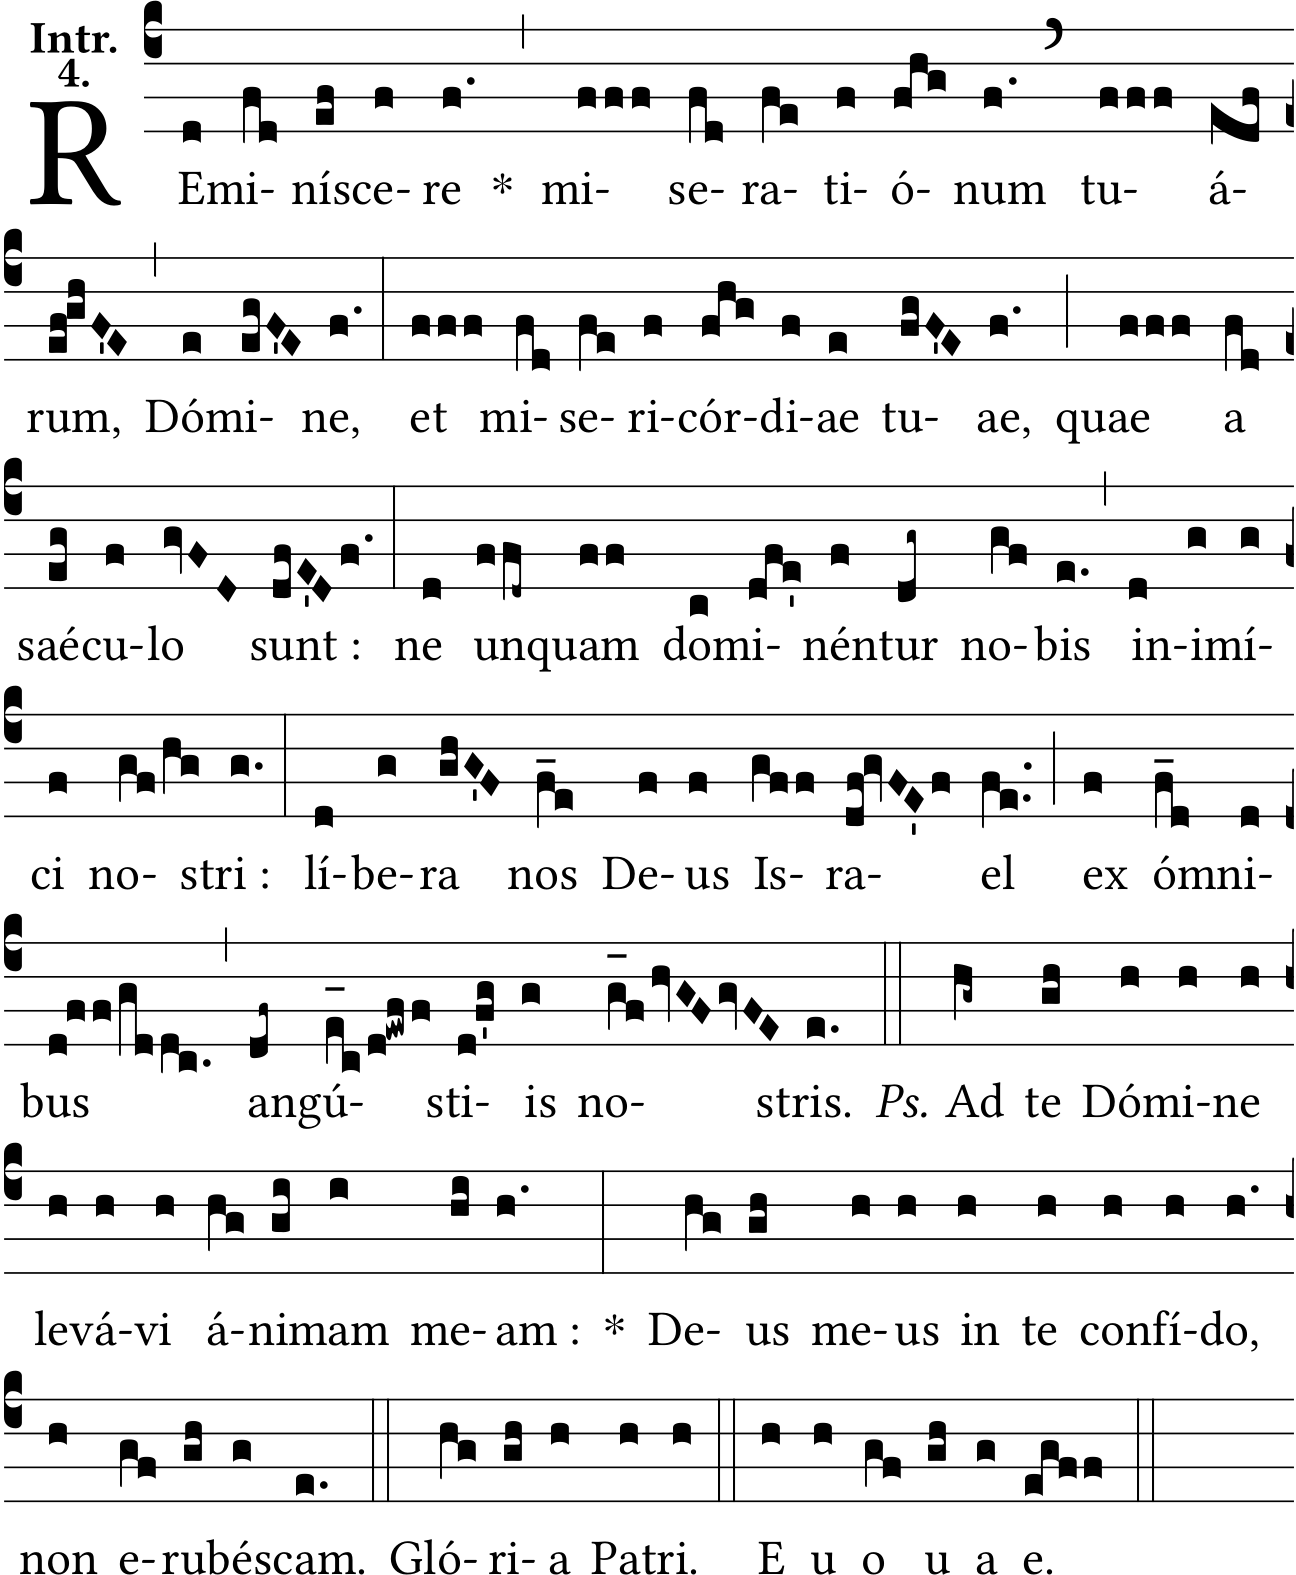 Intr.
4.
REmi- nísce- re * mi- se- ra- ti- ó- num tu- á-
rum, Dómi- ne, et mi- se- ri-cór-di-ae tu- ae, quae a
saécu-lo sunt : ne unquam domi- néntur no-bis in-imí-
ci no- stri : lí-be-ra nos De-us Is- ra- el ex ómni-
bus angú- sti- is no- stris. Ps. Ad te Dómi-ne
levá-vi á-nimam me-am : * De- us me-us in te confí-do,
non e-rubéscam. Gló-ri- a Patri. E u o u a e.